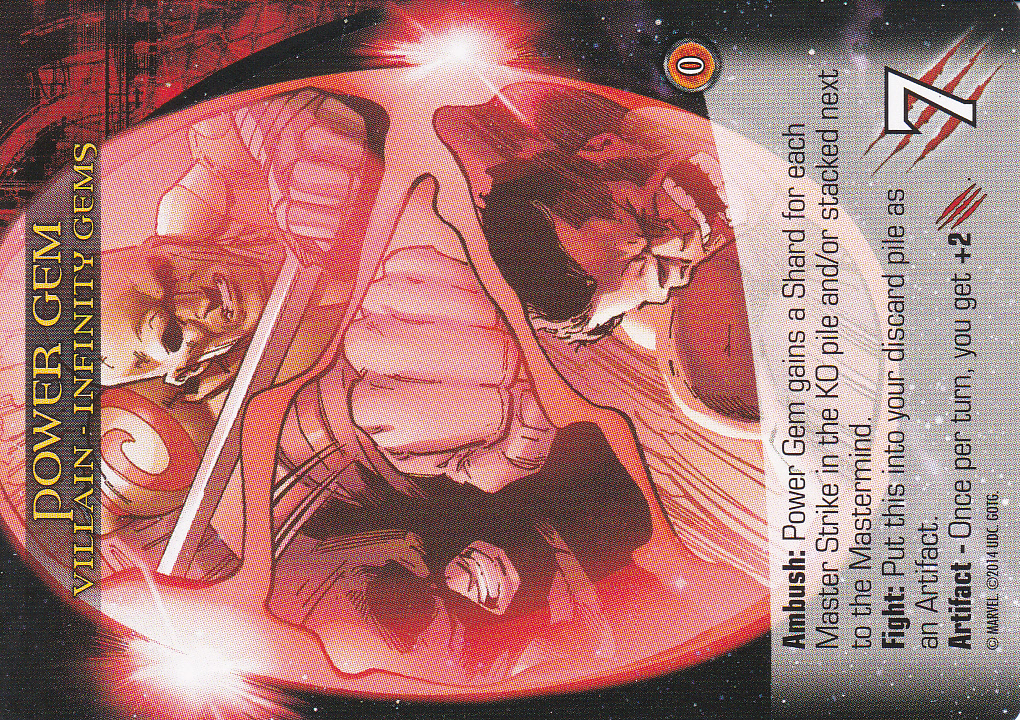 POWER GEM
VILLAIN - INFINITY GEMS
0
Ambush: Power Gem gains a Shard for each
Master Strike in the KO pile and/or stacked next
to the Mastermind.
Fight: Put this into your discard pile as
an Artifact.
Artifact - Once per turn, you get +2.
7
© MARVEL. ©2014 UDC. GOTG.